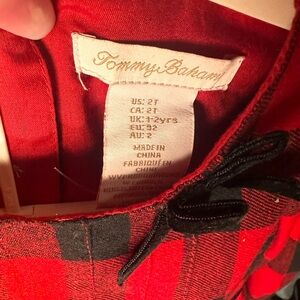 Tommy Bahama
US: 2T
CA: 2T
UK: 1-2yrs
EU: 92
AU: 2
MADE IN
CHINA
FABRIQUÉ EN
CHINE